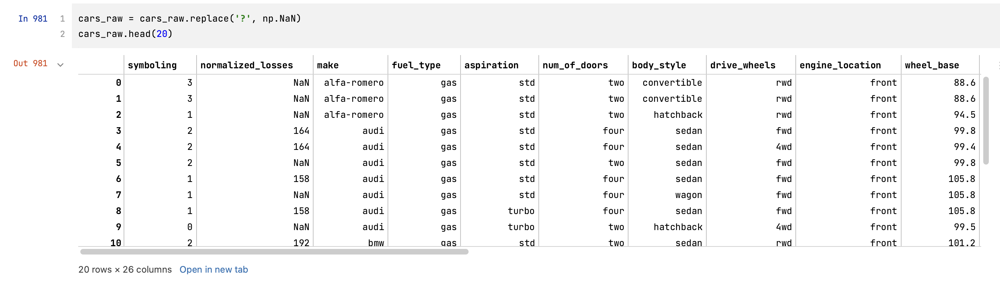 In 981 1 cars_raw = cars_raw.replace('?', np.NaN)
2 cars_raw.head(20)
Out 981 symboling normalized_losses make fuel_type aspiration num_of_doors body_style drive_wheels engine_location wheel_base
0 3 NaN alfa-romero gas std two convertible rwd front 88.6
1 3 NaN alfa-romero gas std two convertible rwd front 88.6
2 1 NaN alfa-romero gas std two hatchback rwd front 94.5
3 2 164 audi gas std four sedan fwd front 99.8
4 2 164 audi gas std four sedan 4wd front 99.4
5 2 NaN audi gas std two sedan fwd front 99.8
6 1 158 audi gas std four sedan fwd front 105.8
7 1 NaN audi gas std four wagon fwd front 105.8
8 1 158 audi gas turbo four sedan fwd front 105.8
9 0 NaN audi gas turbo two hatchback 4wd front 99.5
10 2 192 bmw gas std two sedan rwd front 101.2
20 rows × 26 columns Open in new tab